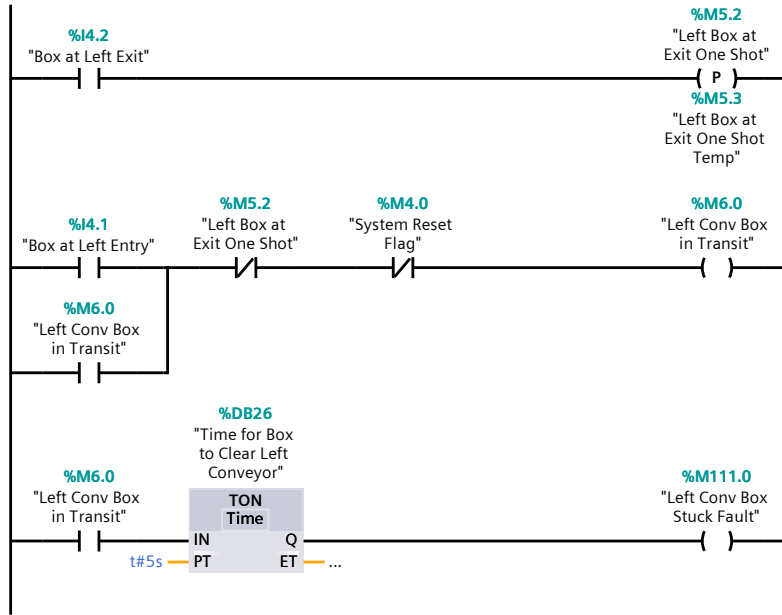 %I4.2
"Box at Left Exit"
%M5.2
"Left Box at
Exit One Shot"
P
%M5.3
"Left Box at
Exit One Shot
Temp"
%I4.1
"Box at Left Entry"
%M5.2
"Left Box at
Exit One Shot"
%M4.0
"System Reset
Flag"
%M6.0
"Left Conv Box
in Transit"
%M6.0
"Left Conv Box
in Transit"
%DB26
"Time for Box
to Clear Left
Conveyor"
%M6.0
"Left Conv Box
in Transit"
TON
Time
IN
Q
t#5s
PT
ET
...
%M111.0
"Left Conv Box
Stuck Fault"